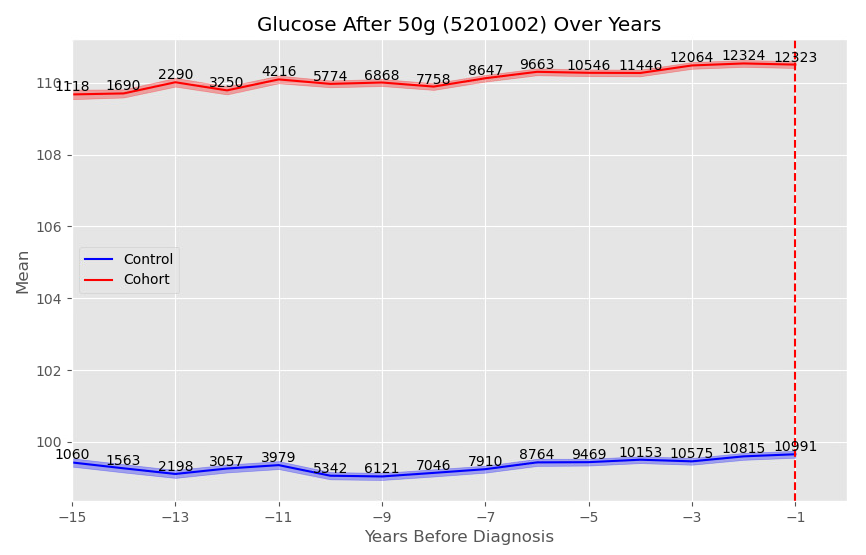 Glucose After 50g (5201002) Over Years
1118 1690 2290 3250 4216 5774 6868 7758 8647 9663 10546 11446 12064 12324 12323
110
108
106
104
102
100
Mean
Control
Cohort
1060 1563 2198 3057 3979 5342 6121 7046 7910 8764 9469 10153 10575 10815 10991
−15 −13 −11 −9 −7 −5 −3 −1
Years Before Diagnosis